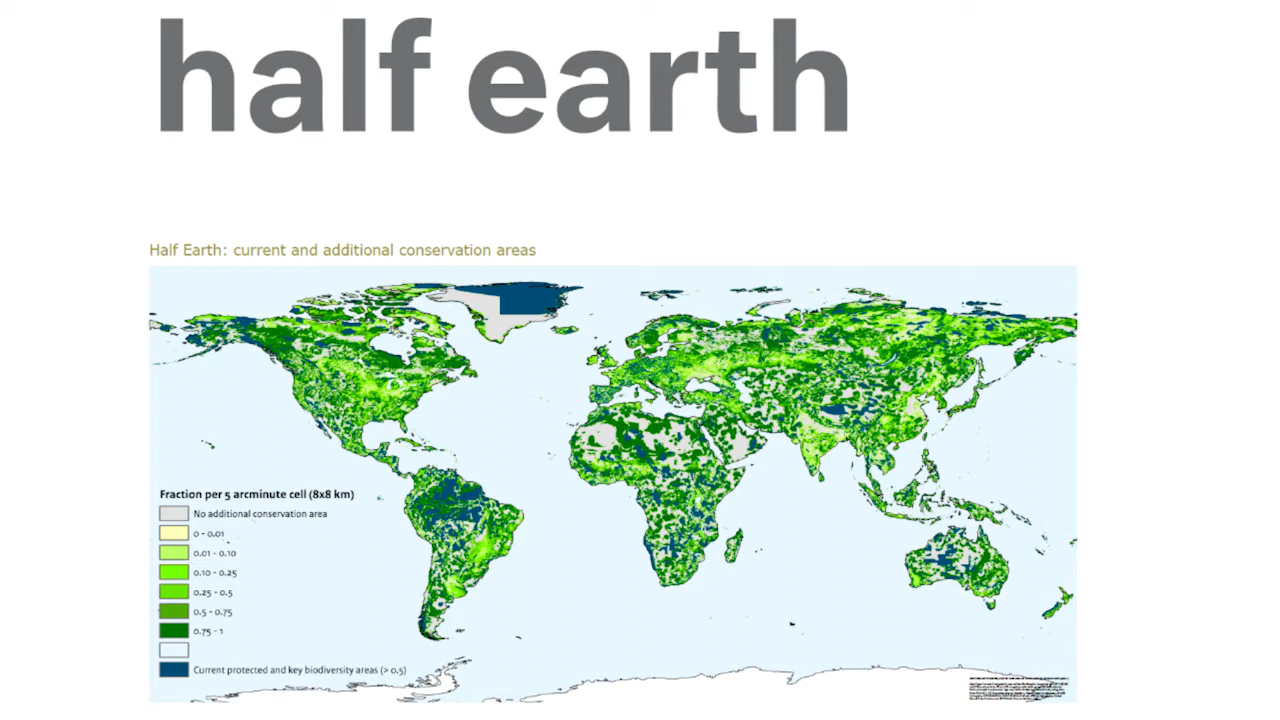 half earth
Half Earth: current and additional conservation areas
Fraction per 5 arcminute cell (8x8 km)
No additional conservation area
0 - 0.01
0.01 - 0.10
0.10 - 0.25
0.25 - 0.5
0.5 - 0.75
0.75 - 1
Current protected and key biodiversity areas (> 0.5)